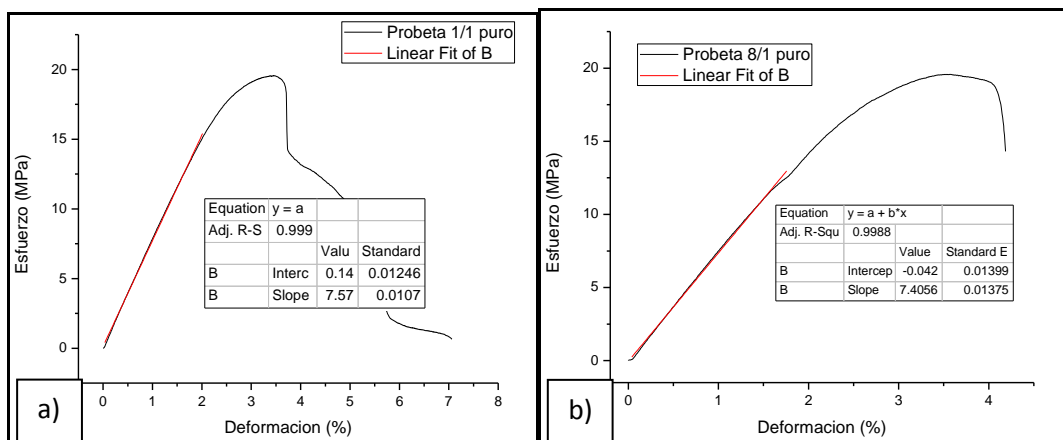 Probeta 1/1 puro
Linear Fit of B
20
15
10
5
0
Esfuerzo (MPa)
Equation y = a
Adj. R-S 0.999
Valu Standard
B Interc 0.14 0.01246
B Slope 7.57 0.0107
0 1 2 3 4 5 6 7 8
Deformacion (%)
a)
Probeta 8/1 puro
Linear Fit of B
20
15
10
5
0
Esfuerzo (MPa)
Equation y = a + b*x
Adj. R-Squ 0.9988
Value Standard E
B Intercep -0.042 0.01399
B Slope 7.4056 0.01375
0 1 2 3 4
Deformacion (%)
b)